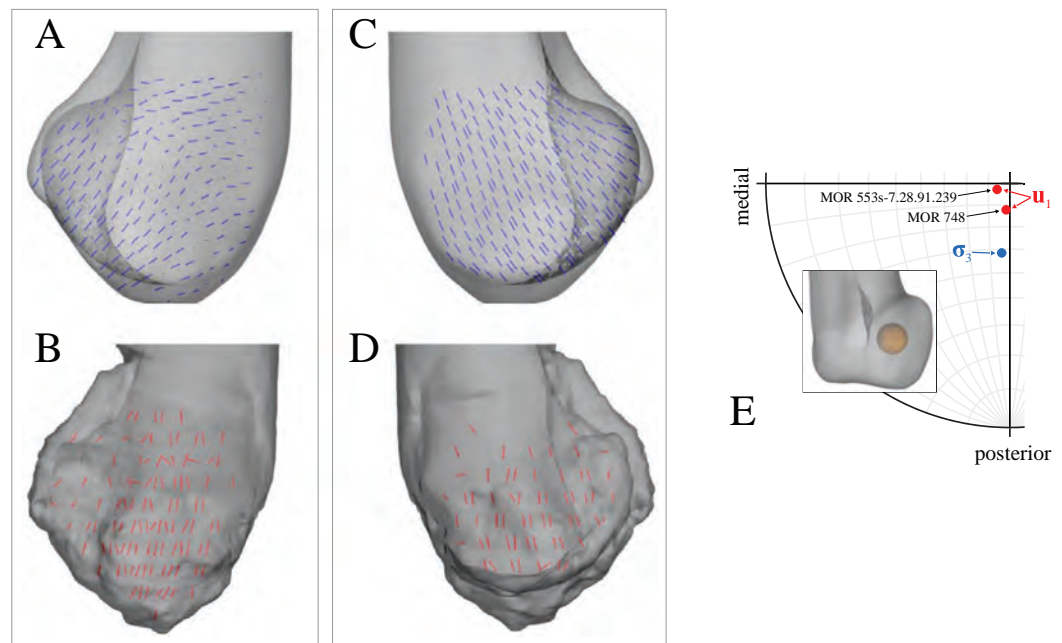 A
C
B
D
medial
MOR 553s-7.28.91.239
u₁
MOR 748
σ₃
E
posterior